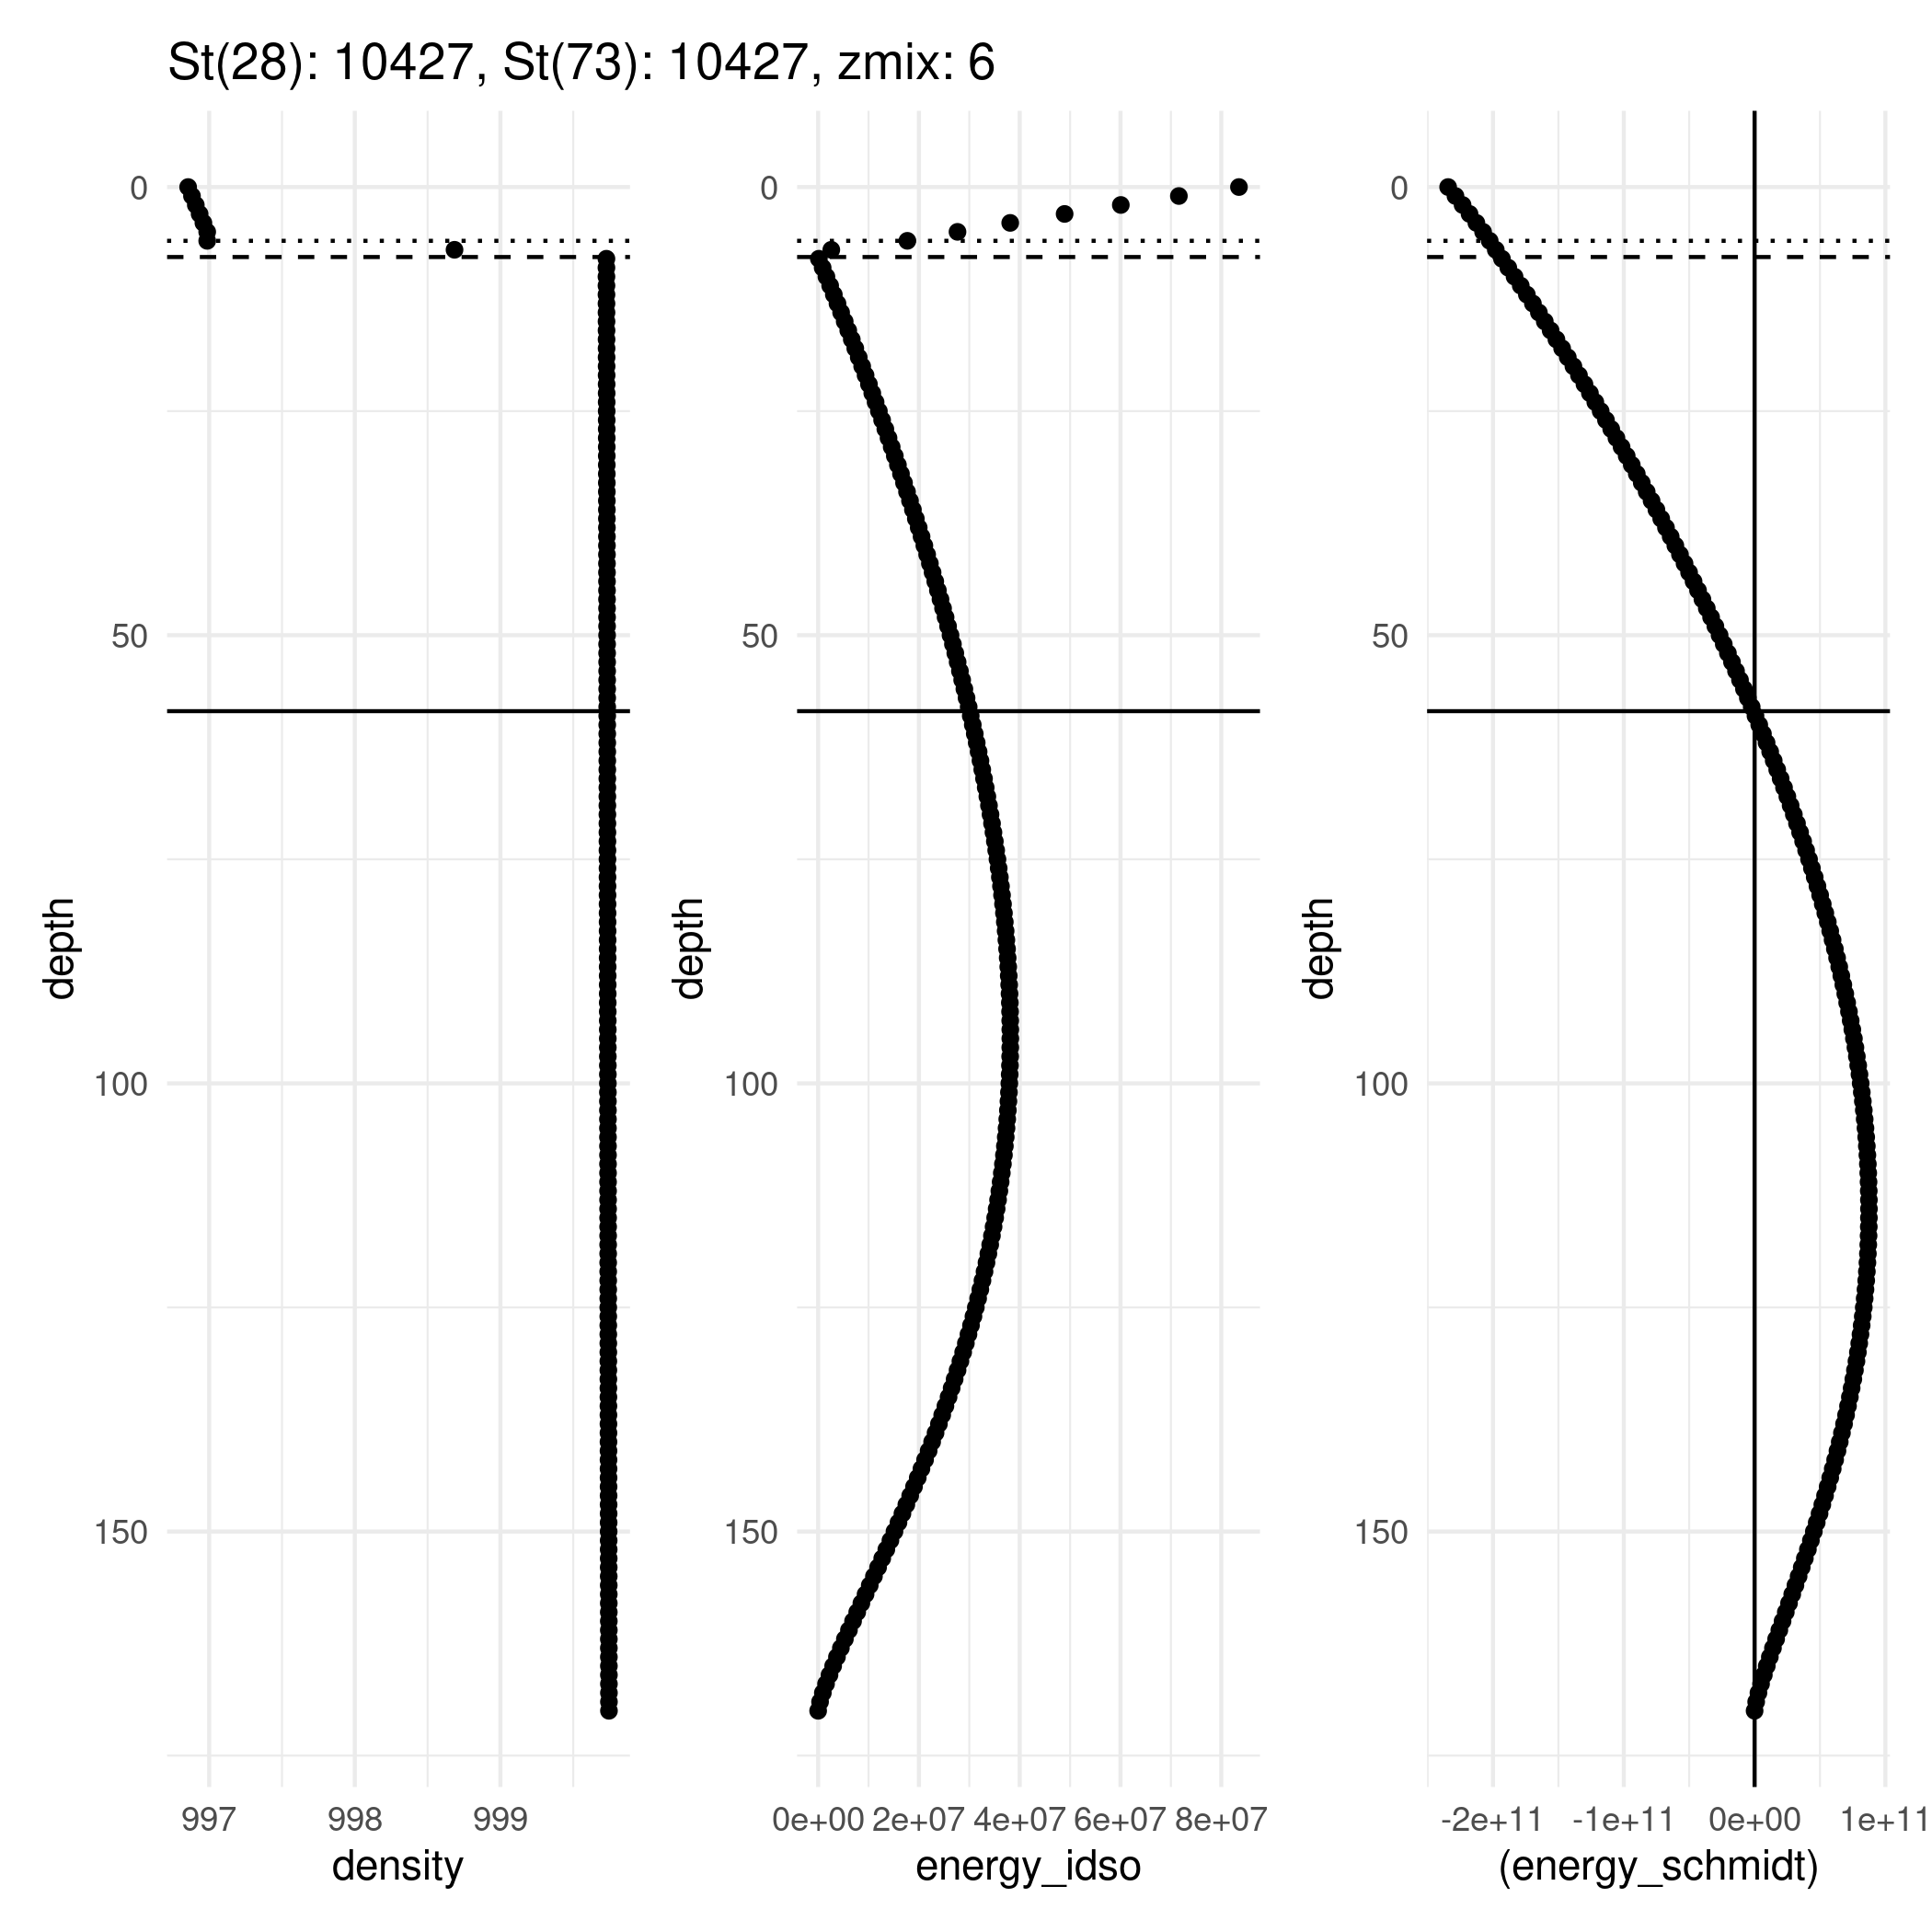 St(28): 10427, St(73): 10427, zmix: 6
0
50
100
150
depth
997 998 999
density
0
50
100
150
depth
0e+00 2e+07 4e+07 6e+07 8e+07
energy_idso
0
50
100
150
depth
-2e+11 -1e+11 0e+00 1e+11
(energy_schmidt)